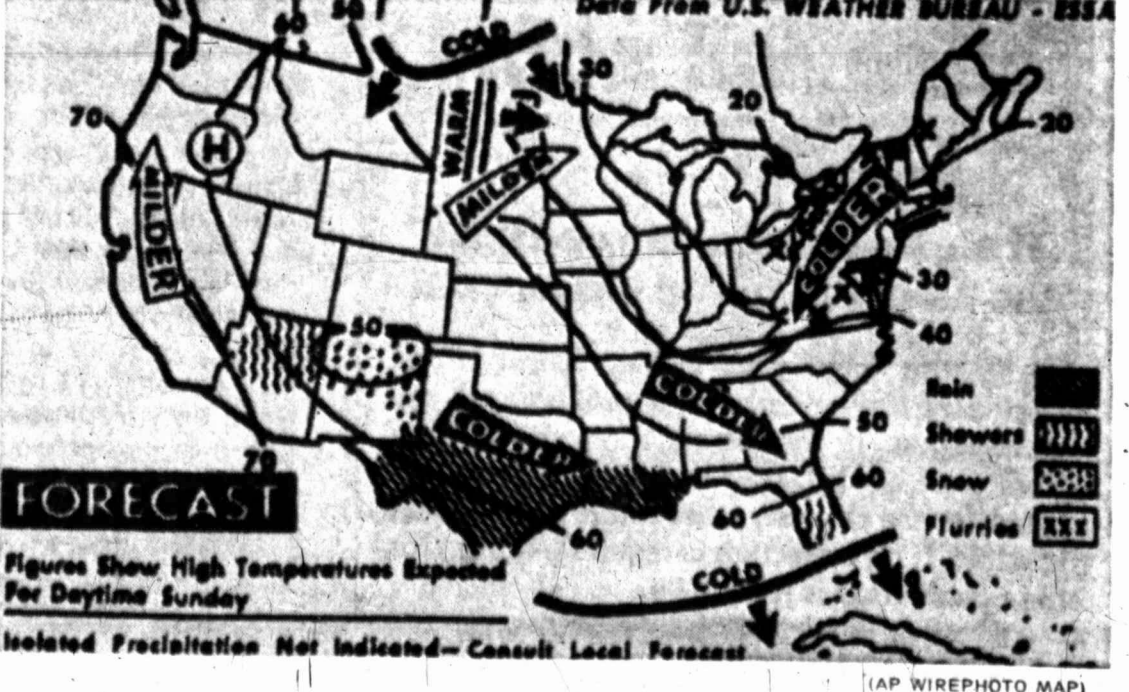 Data From U.S. WEATHER BUREAU - ESSA
60
50
COLD
30
20
20
70
H
WARM
MILDER
MILDER
COLDER
30
40
50
COLDER
COLDER
50
60
60
60
70
COLD
Rain
Showers
Snow
Flurries
FORECAST
Figures Show High Temperatures Expected
For Daytime Sunday
Isolated Precipitation Not Indicated— Consult Local Forecast
(AP WIREPHOTO MAP)